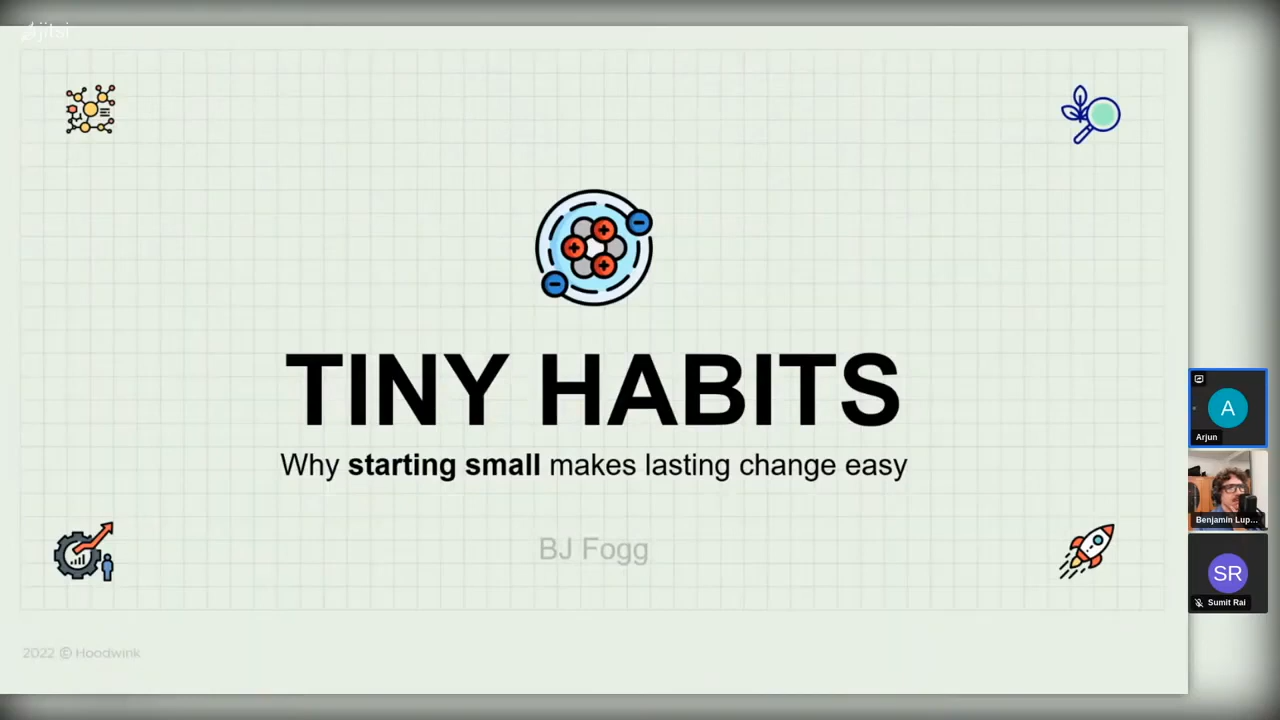 jitsi
TINY HABITS
Why starting small makes lasting change easy
BJ Fogg
2022 © Hoodwink
A
Arjun
Benjamin Lup...
SR
Sumit Rai